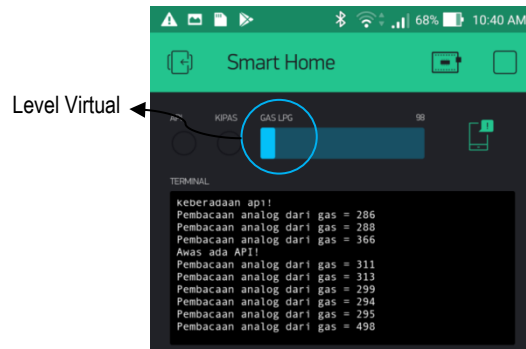 68% 10:40 AM
Smart Home
Level Virtual
API KIPAS GAS LPG 98
TERMINAL
keberadaan api!
Pembacaan analog dari gas = 286
Pembacaan analog dari gas = 288
Pembacaan analog dari gas = 366
Awas ada API!
Pembacaan analog dari gas = 311
Pembacaan analog dari gas = 313
Pembacaan analog dari gas = 299
Pembacaan analog dari gas = 294
Pembacaan analog dari gas = 295
Pembacaan analog dari gas = 498